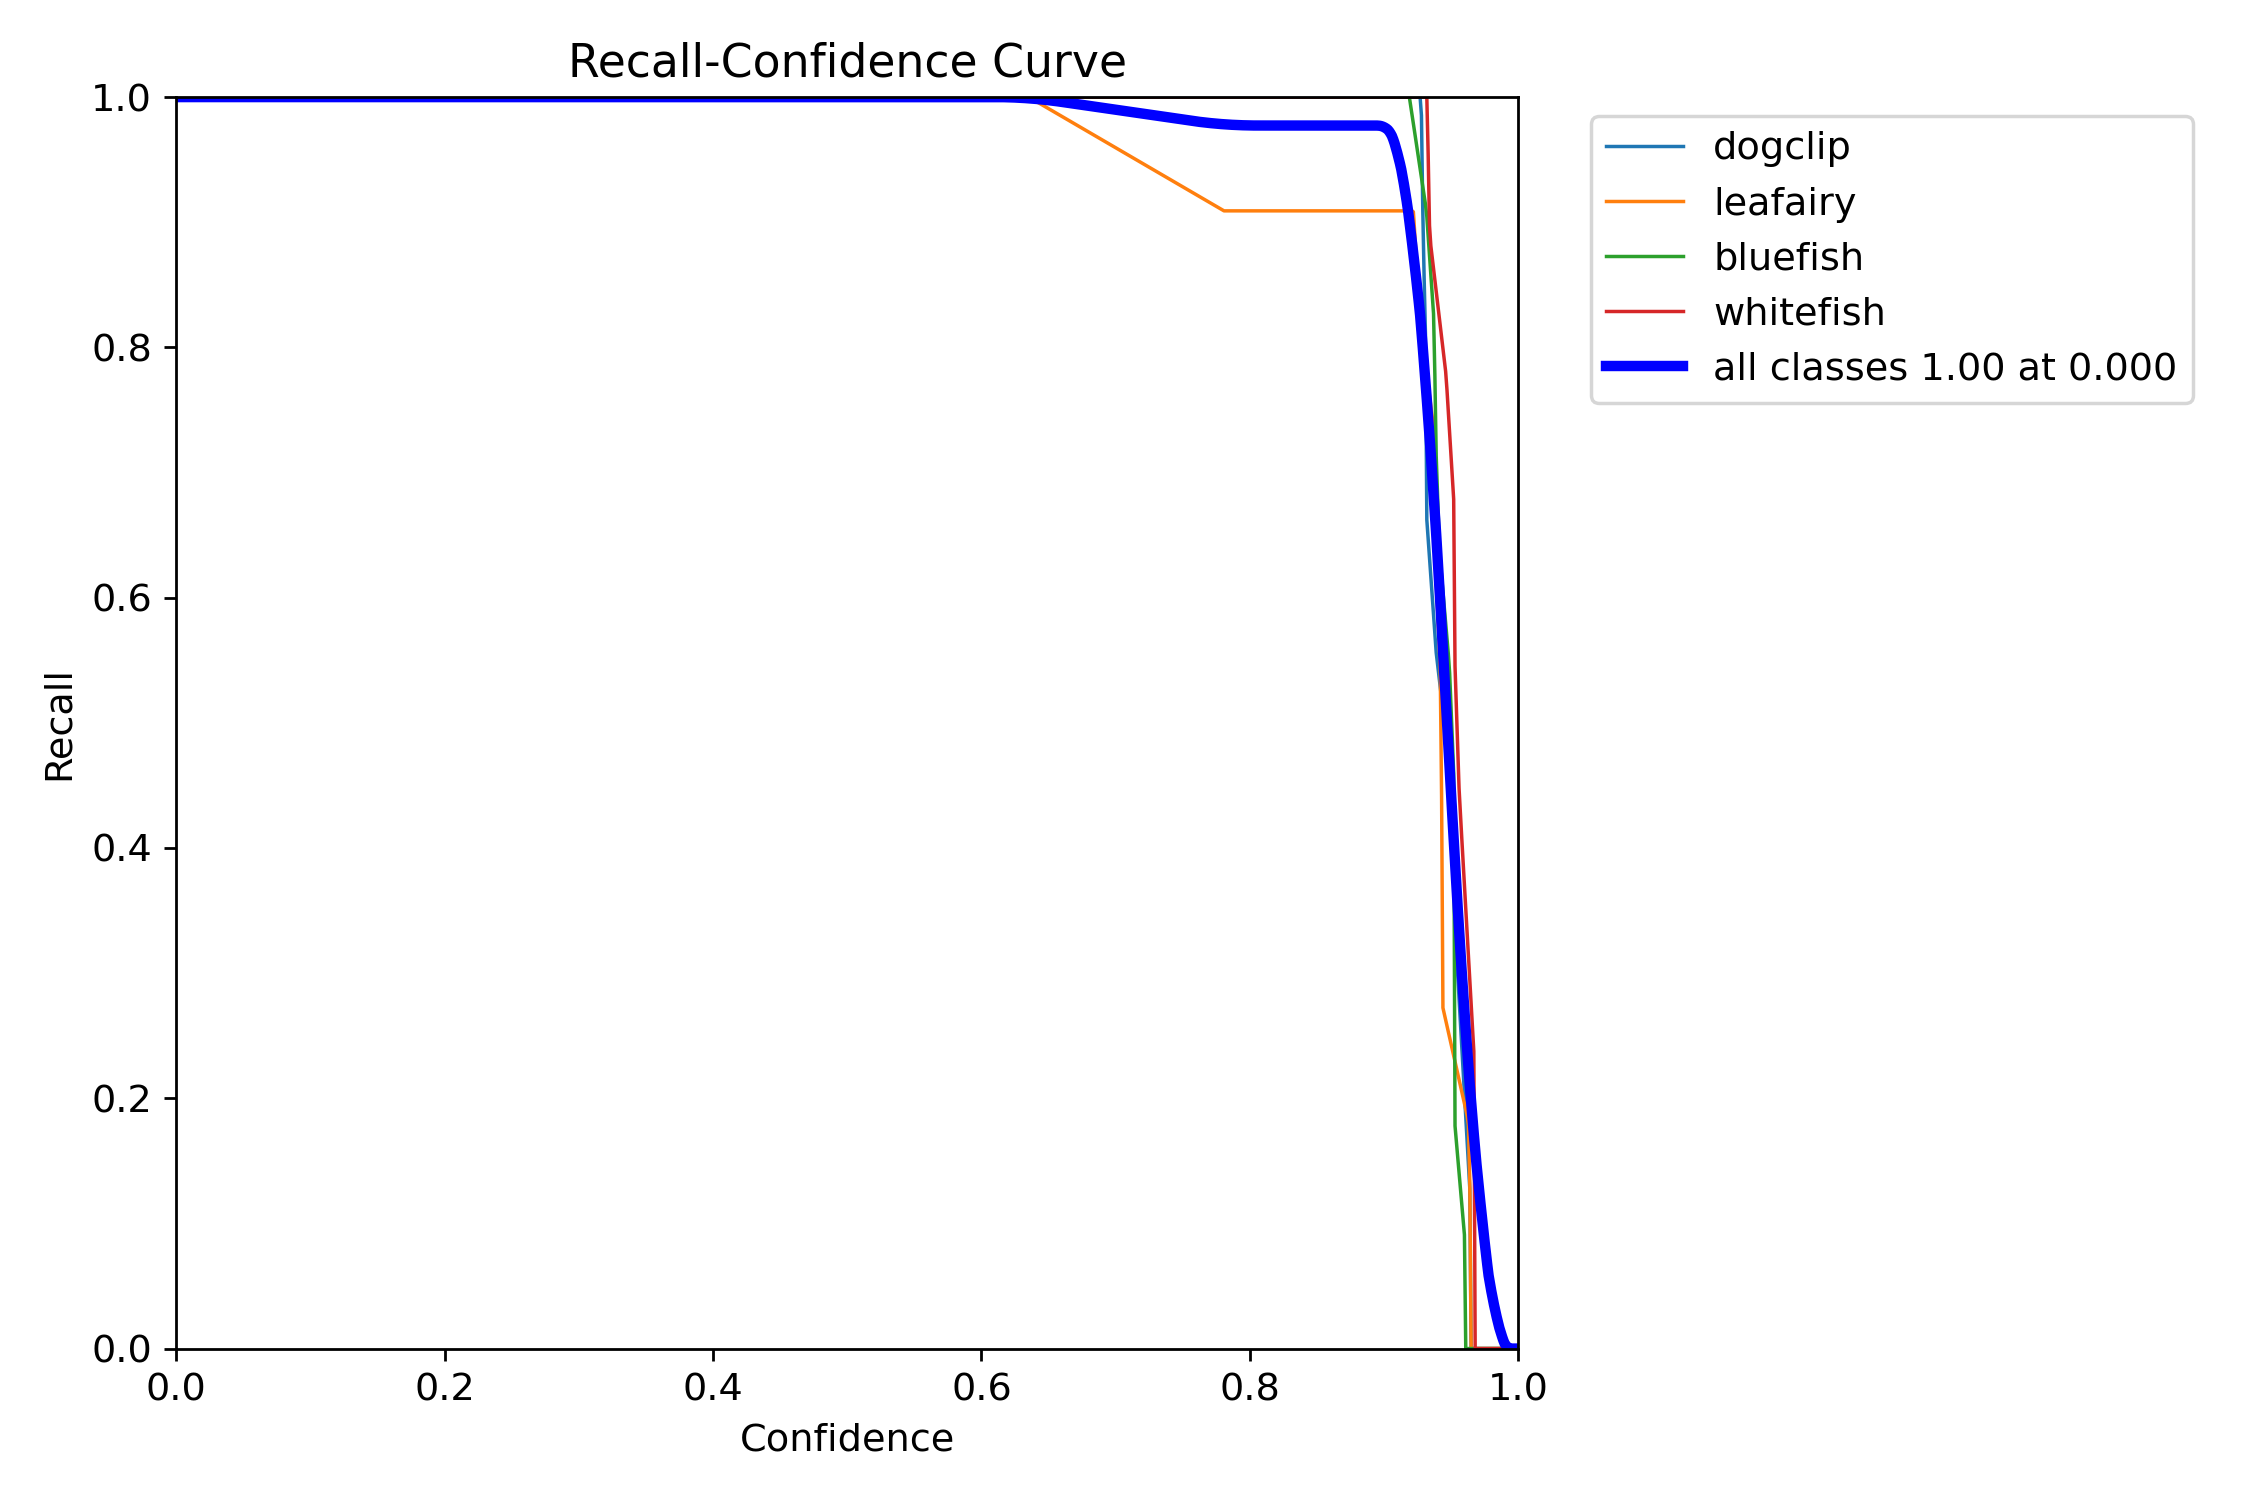 Recall-Confidence Curve
1.0
0.8
0.6
0.4
0.2
0.0
Recall
0.0 0.2 0.4 0.6 0.8 1.0
Confidence
dogclip
leafairy
bluefish
whitefish
all classes 1.00 at 0.000